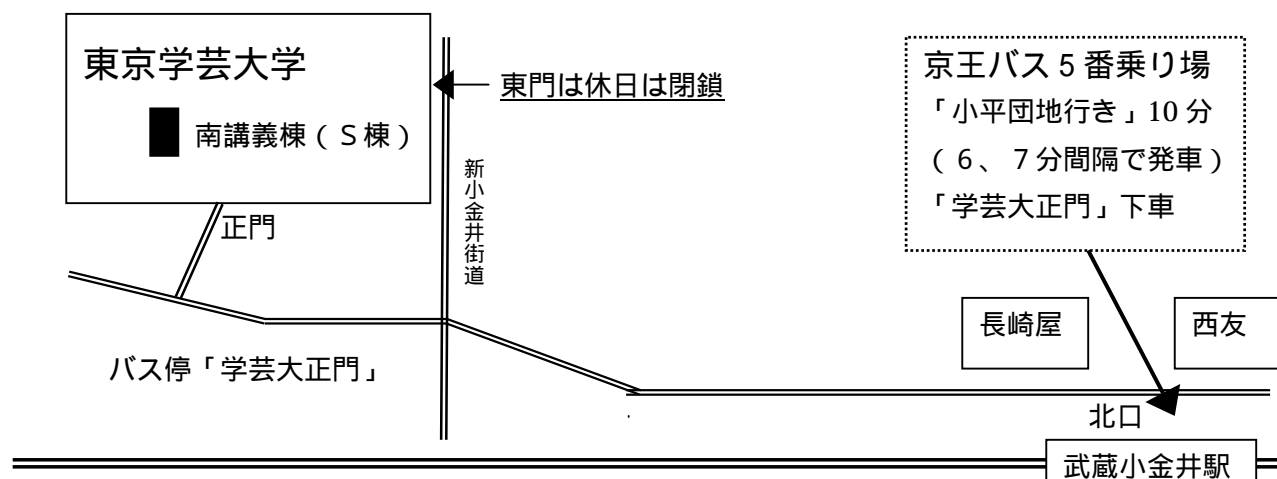 東京学芸大学
南講義棟（Ｓ棟）
正門
東門は休日は閉鎖
新小金井街道
バス停「学芸大正門」
京王バス５番乗り場
「小平団地行き」10 分
（６、７分間隔で発車）
「学芸大正門」下車
長崎屋
西友
北口
武蔵小金井駅